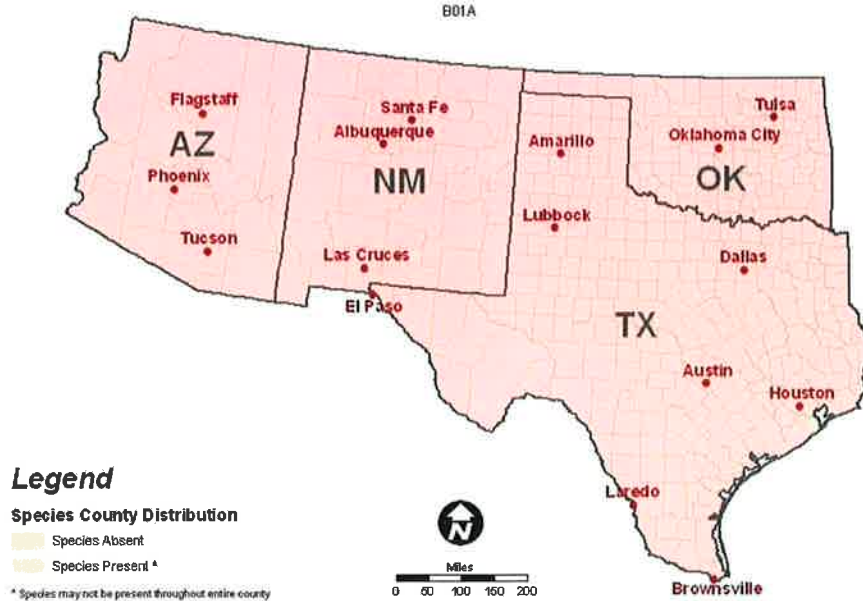 B01A
Flagstaff
Santa Fe
Tulsa
Albuquerque
Amarillo
Oklahoma City
AZ
Phoenix
NM
OK
Lubbock
Tucson
Las Cruces
Dallas
El Paso
TX
Austin
Houston
Legend
Species County Distribution
Laredo
Species Absent
N
Species Present *
Miles
* Species may not be present throughout entire county
0 50 100 150 200
Brownsville